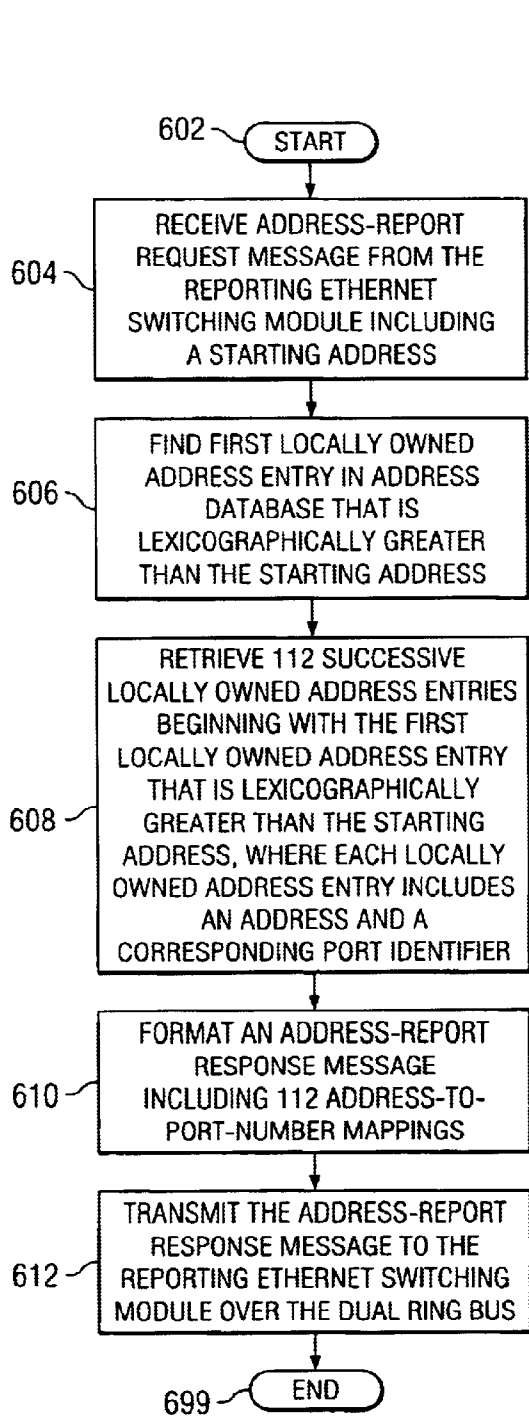 602
START
604
RECEIVE ADDRESS-REPORT
REQUEST MESSAGE FROM THE
REPORTING ETHERNET
SWITCHING MODULE INCLUDING
A STARTING ADDRESS
606
FIND FIRST LOCALLY OWNED
ADDRESS ENTRY IN ADDRESS
DATABASE THAT IS
LEXICOGRAPHICALLY GREATER
THAN THE STARTING ADDRESS
608
RETRIEVE 112 SUCCESSIVE
LOCALLY OWNED ADDRESS ENTRIES
BEGINNING WITH THE FIRST
LOCALLY OWNED ADDRESS ENTRY
THAT IS LEXICOGRAPHICALLY
GREATER THAN THE STARTING
ADDRESS, WHERE EACH LOCALLY
OWNED ADDRESS ENTRY INCLUDES
AN ADDRESS AND A
CORRESPONDING PORT IDENTIFIER
610
FORMAT AN ADDRESS-REPORT
RESPONSE MESSAGE
INCLUDING 112 ADDRESS-TO-
PORT-NUMBER MAPPINGS
612
TRANSMIT THE ADDRESS-REPORT
RESPONSE MESSAGE TO THE
REPORTING ETHERNET SWITCHING
MODULE OVER THE DUAL RING BUS
699
END